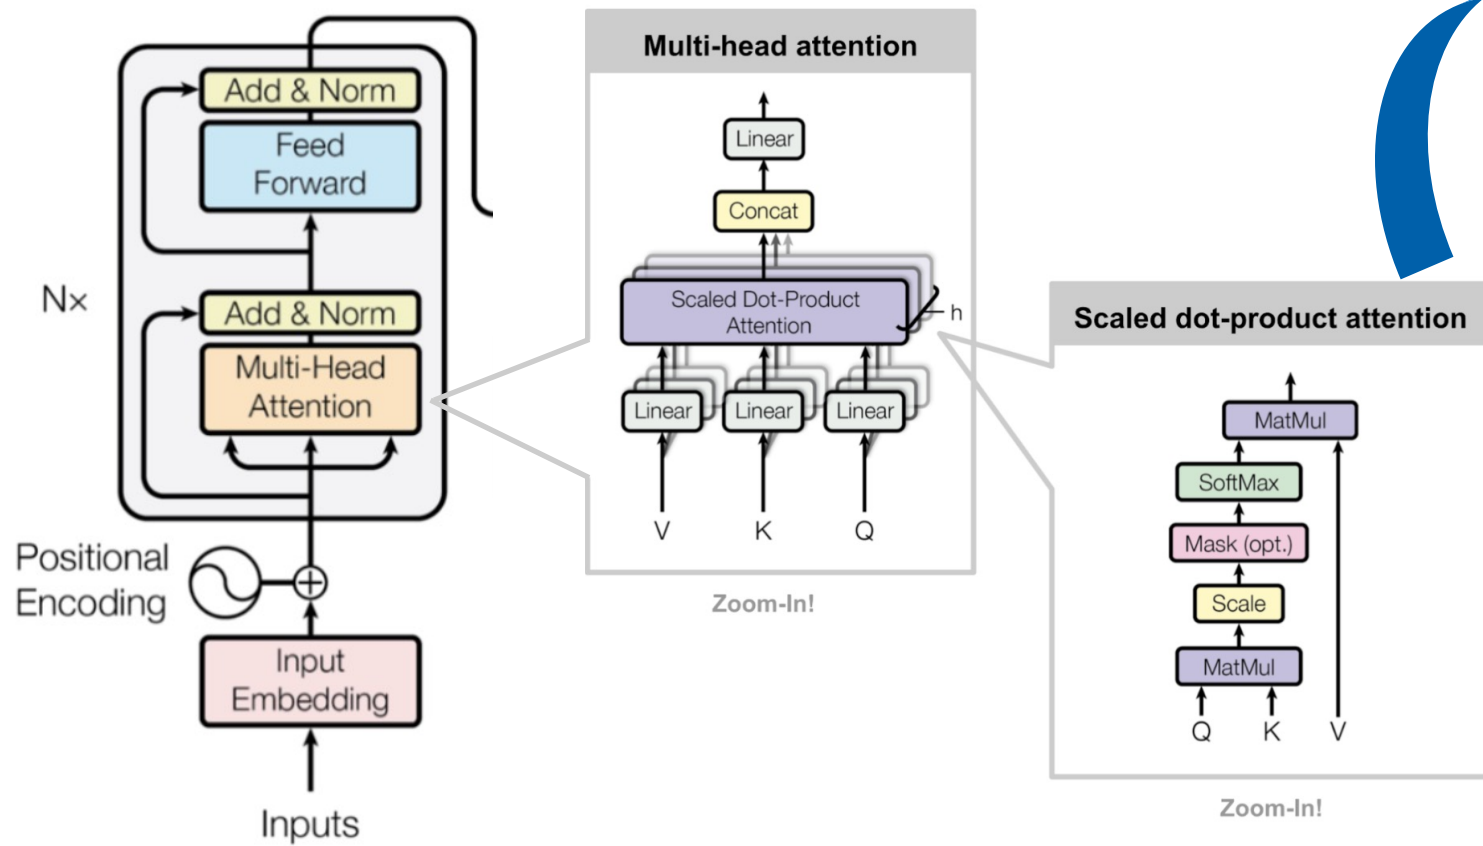 Add & Norm
Feed
Forward
N×
Add & Norm
Multi-Head
Attention
Positional
Encoding
Input
Embedding
Inputs
Multi-head attention
Linear
Concat
Scaled Dot-Product
Attention
h
Linear
Linear
Linear
V
K
Q
Zoom-In!
Scaled dot-product attention
MatMul
SoftMax
Mask (opt.)
Scale
MatMul
Q
K
V
Zoom-In!